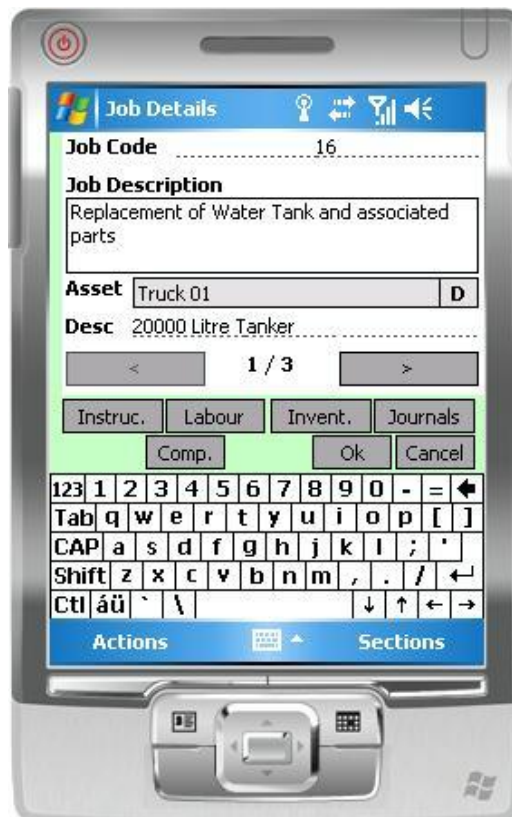 Job Details
Job Code 16
Job Description
Replacement of Water Tank and associated
parts
Asset Truck 01 D
Desc 20000 Litre Tanker
< 1 / 3 >
Instruc. Labour Invent. Journals
Comp. Ok Cancel
123 1 2 3 4 5 6 7 8 9 0 - = ←
Tab q w e r t y u i o p [ ]
CAP a s d f g h j k l ; '
Shift z x c v b n m , . / ↵
Ctl áü ` \ ↓ ↑ ← →
Actions Sections